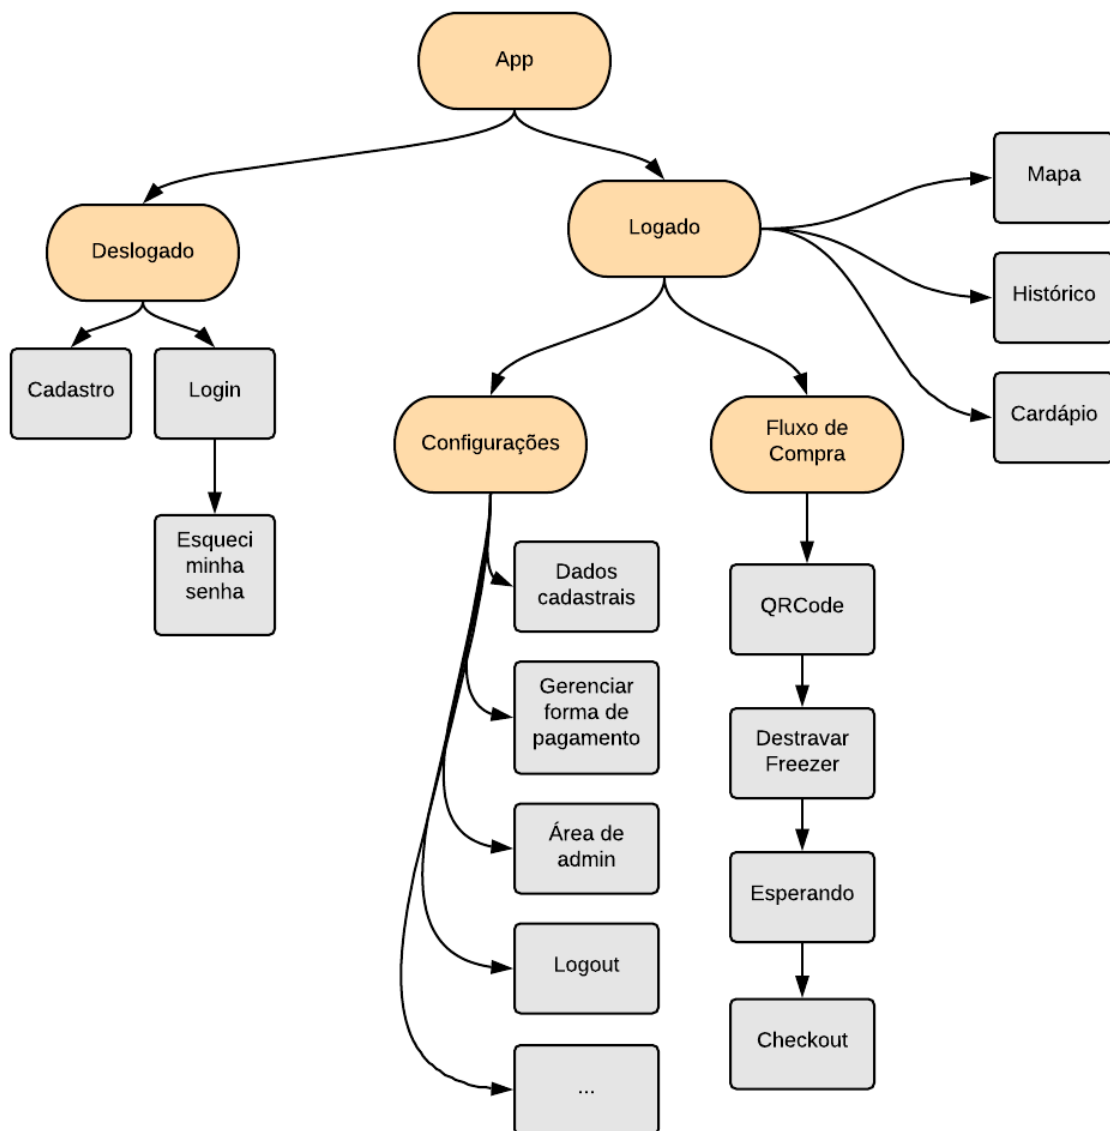 App
Deslogado
Logado
Mapa
Histórico
Cardápio
Cadastro
Login
Esqueci
minha
senha
Configurações
Fluxo de
Compra
Dados
cadastrais
Gerenciar
forma de
pagamento
Área de
admin
Logout
...
QRCode
Destravar
Freezer
Esperando
Checkout